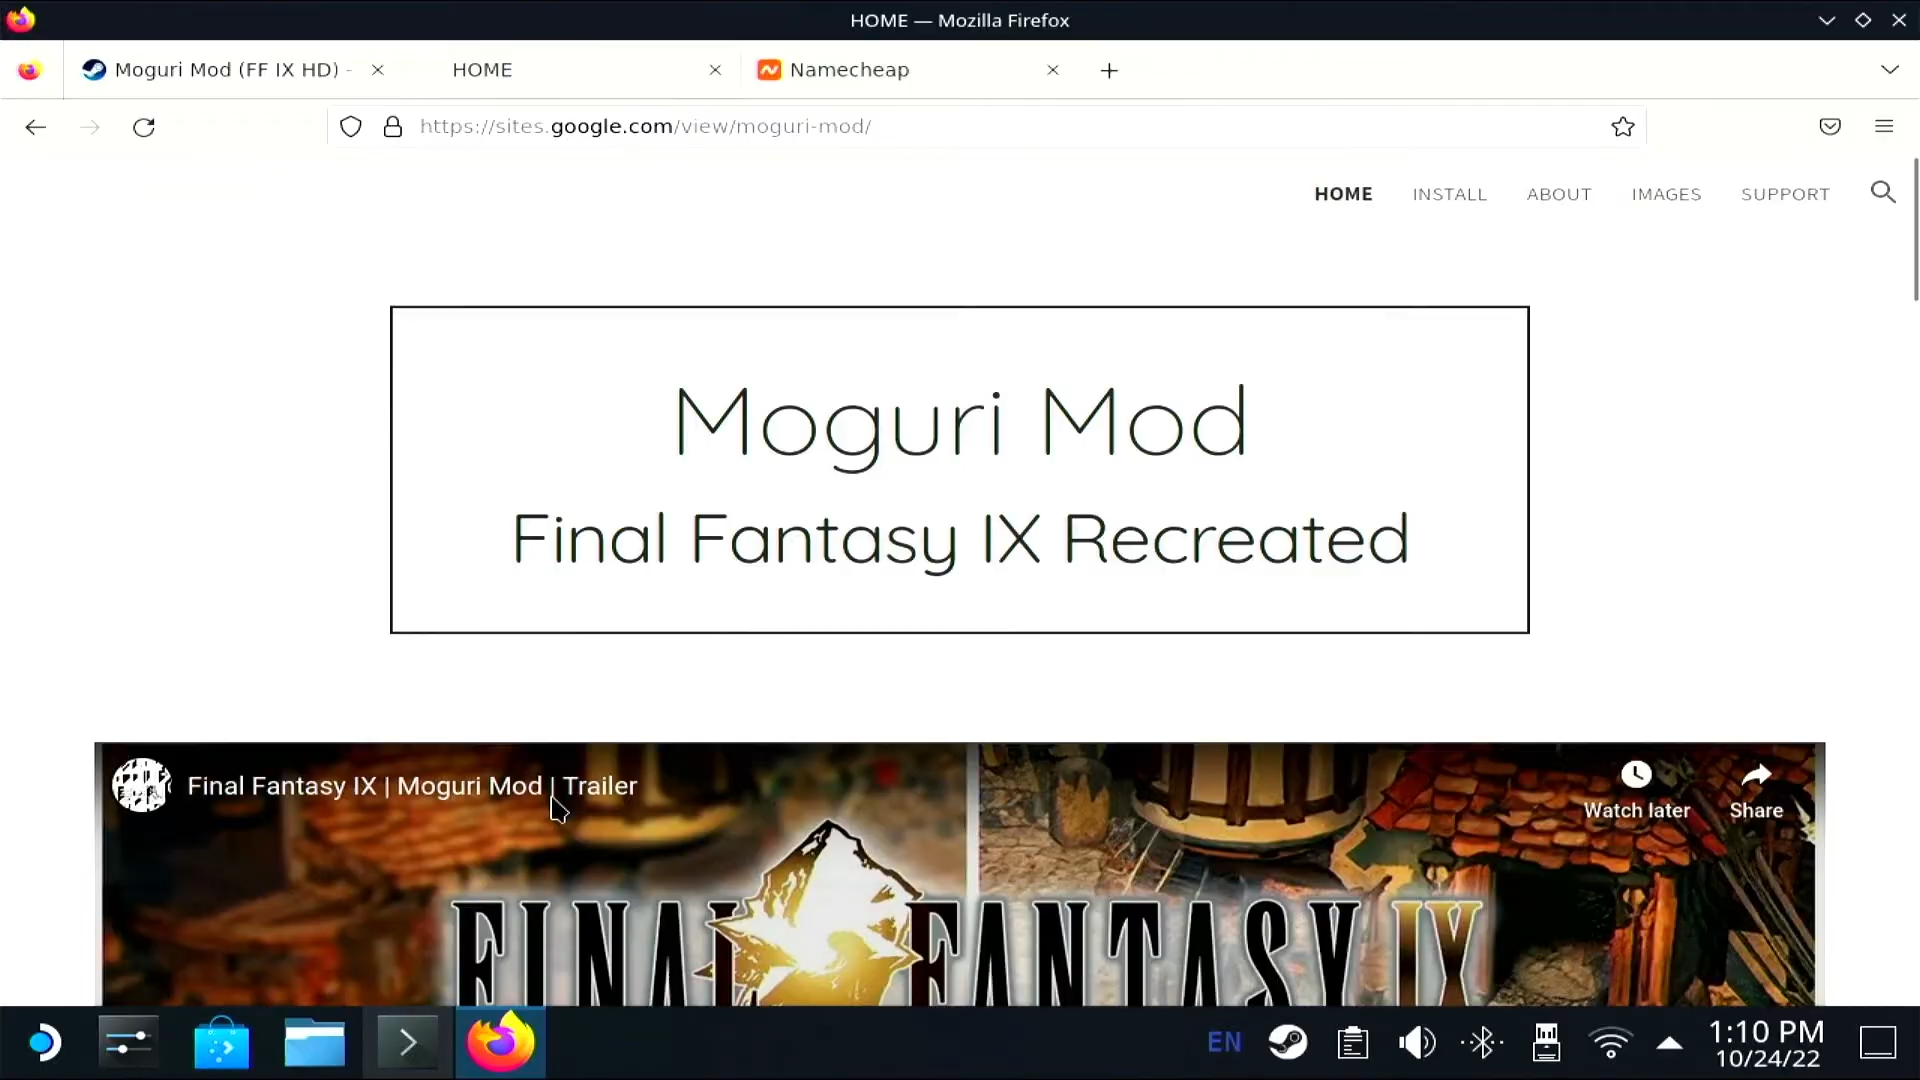 HOME — Mozilla Firefox
Moguri Mod (FF IX HD) -
HOME
Namecheap
https://sites.google.com/view/moguri-mod/
HOME INSTALL ABOUT IMAGES SUPPORT
Moguri Mod
Final Fantasy IX Recreated
Final Fantasy IX | Moguri Mod | Trailer
Watch later
Share
FINAL FANTASY IX
EN
1:10 PM
10/24/22